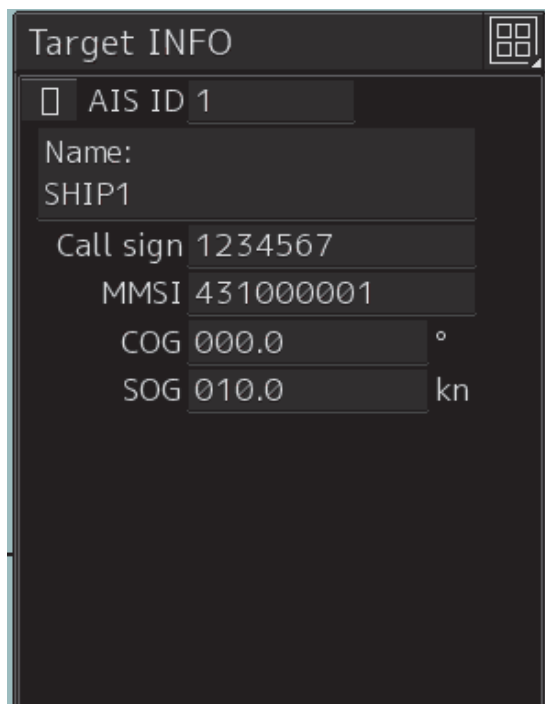 Target INFO
AIS ID 1
Name:
SHIP1
Call sign 1234567
MMSI 431000001
COG 000.0 °
SOG 010.0 kn